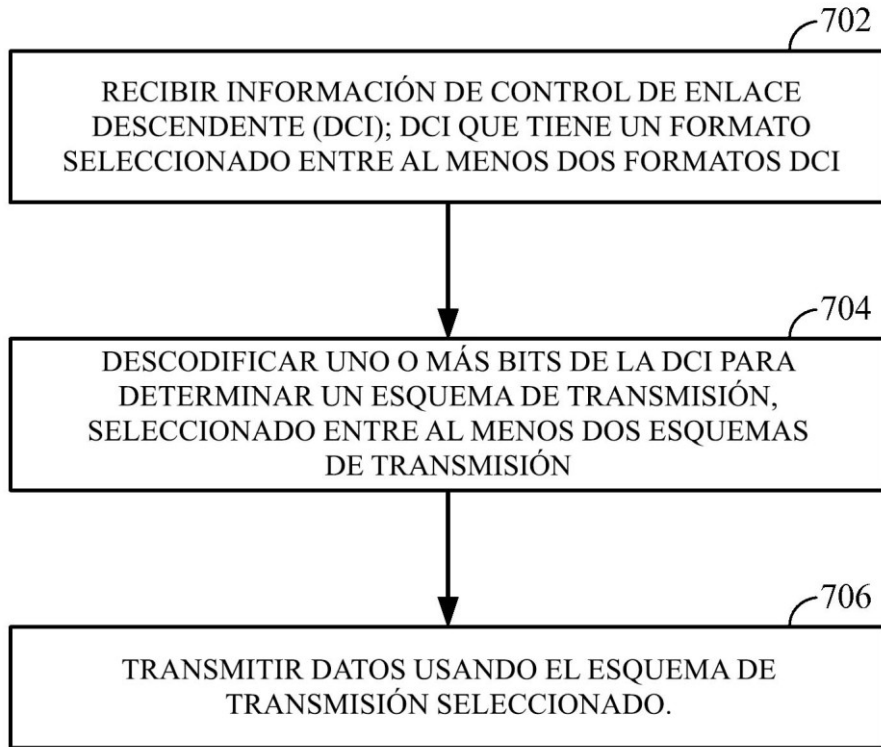 702
RECIBIR INFORMACIÓN DE CONTROL DE ENLACE
DESCENDENTE (DCI); DCI QUE TIENE UN FORMATO
SELECCIONADO ENTRE AL MENOS DOS FORMATOS DCI
704
DESCODIFICAR UNO O MÁS BITS DE LA DCI PARA
DETERMINAR UN ESQUEMA DE TRANSMISIÓN,
SELECCIONADO ENTRE AL MENOS DOS ESQUEMAS
DE TRANSMISIÓN
706
TRANSMITIR DATOS USANDO EL ESQUEMA DE
TRANSMISIÓN SELECCIONADO.